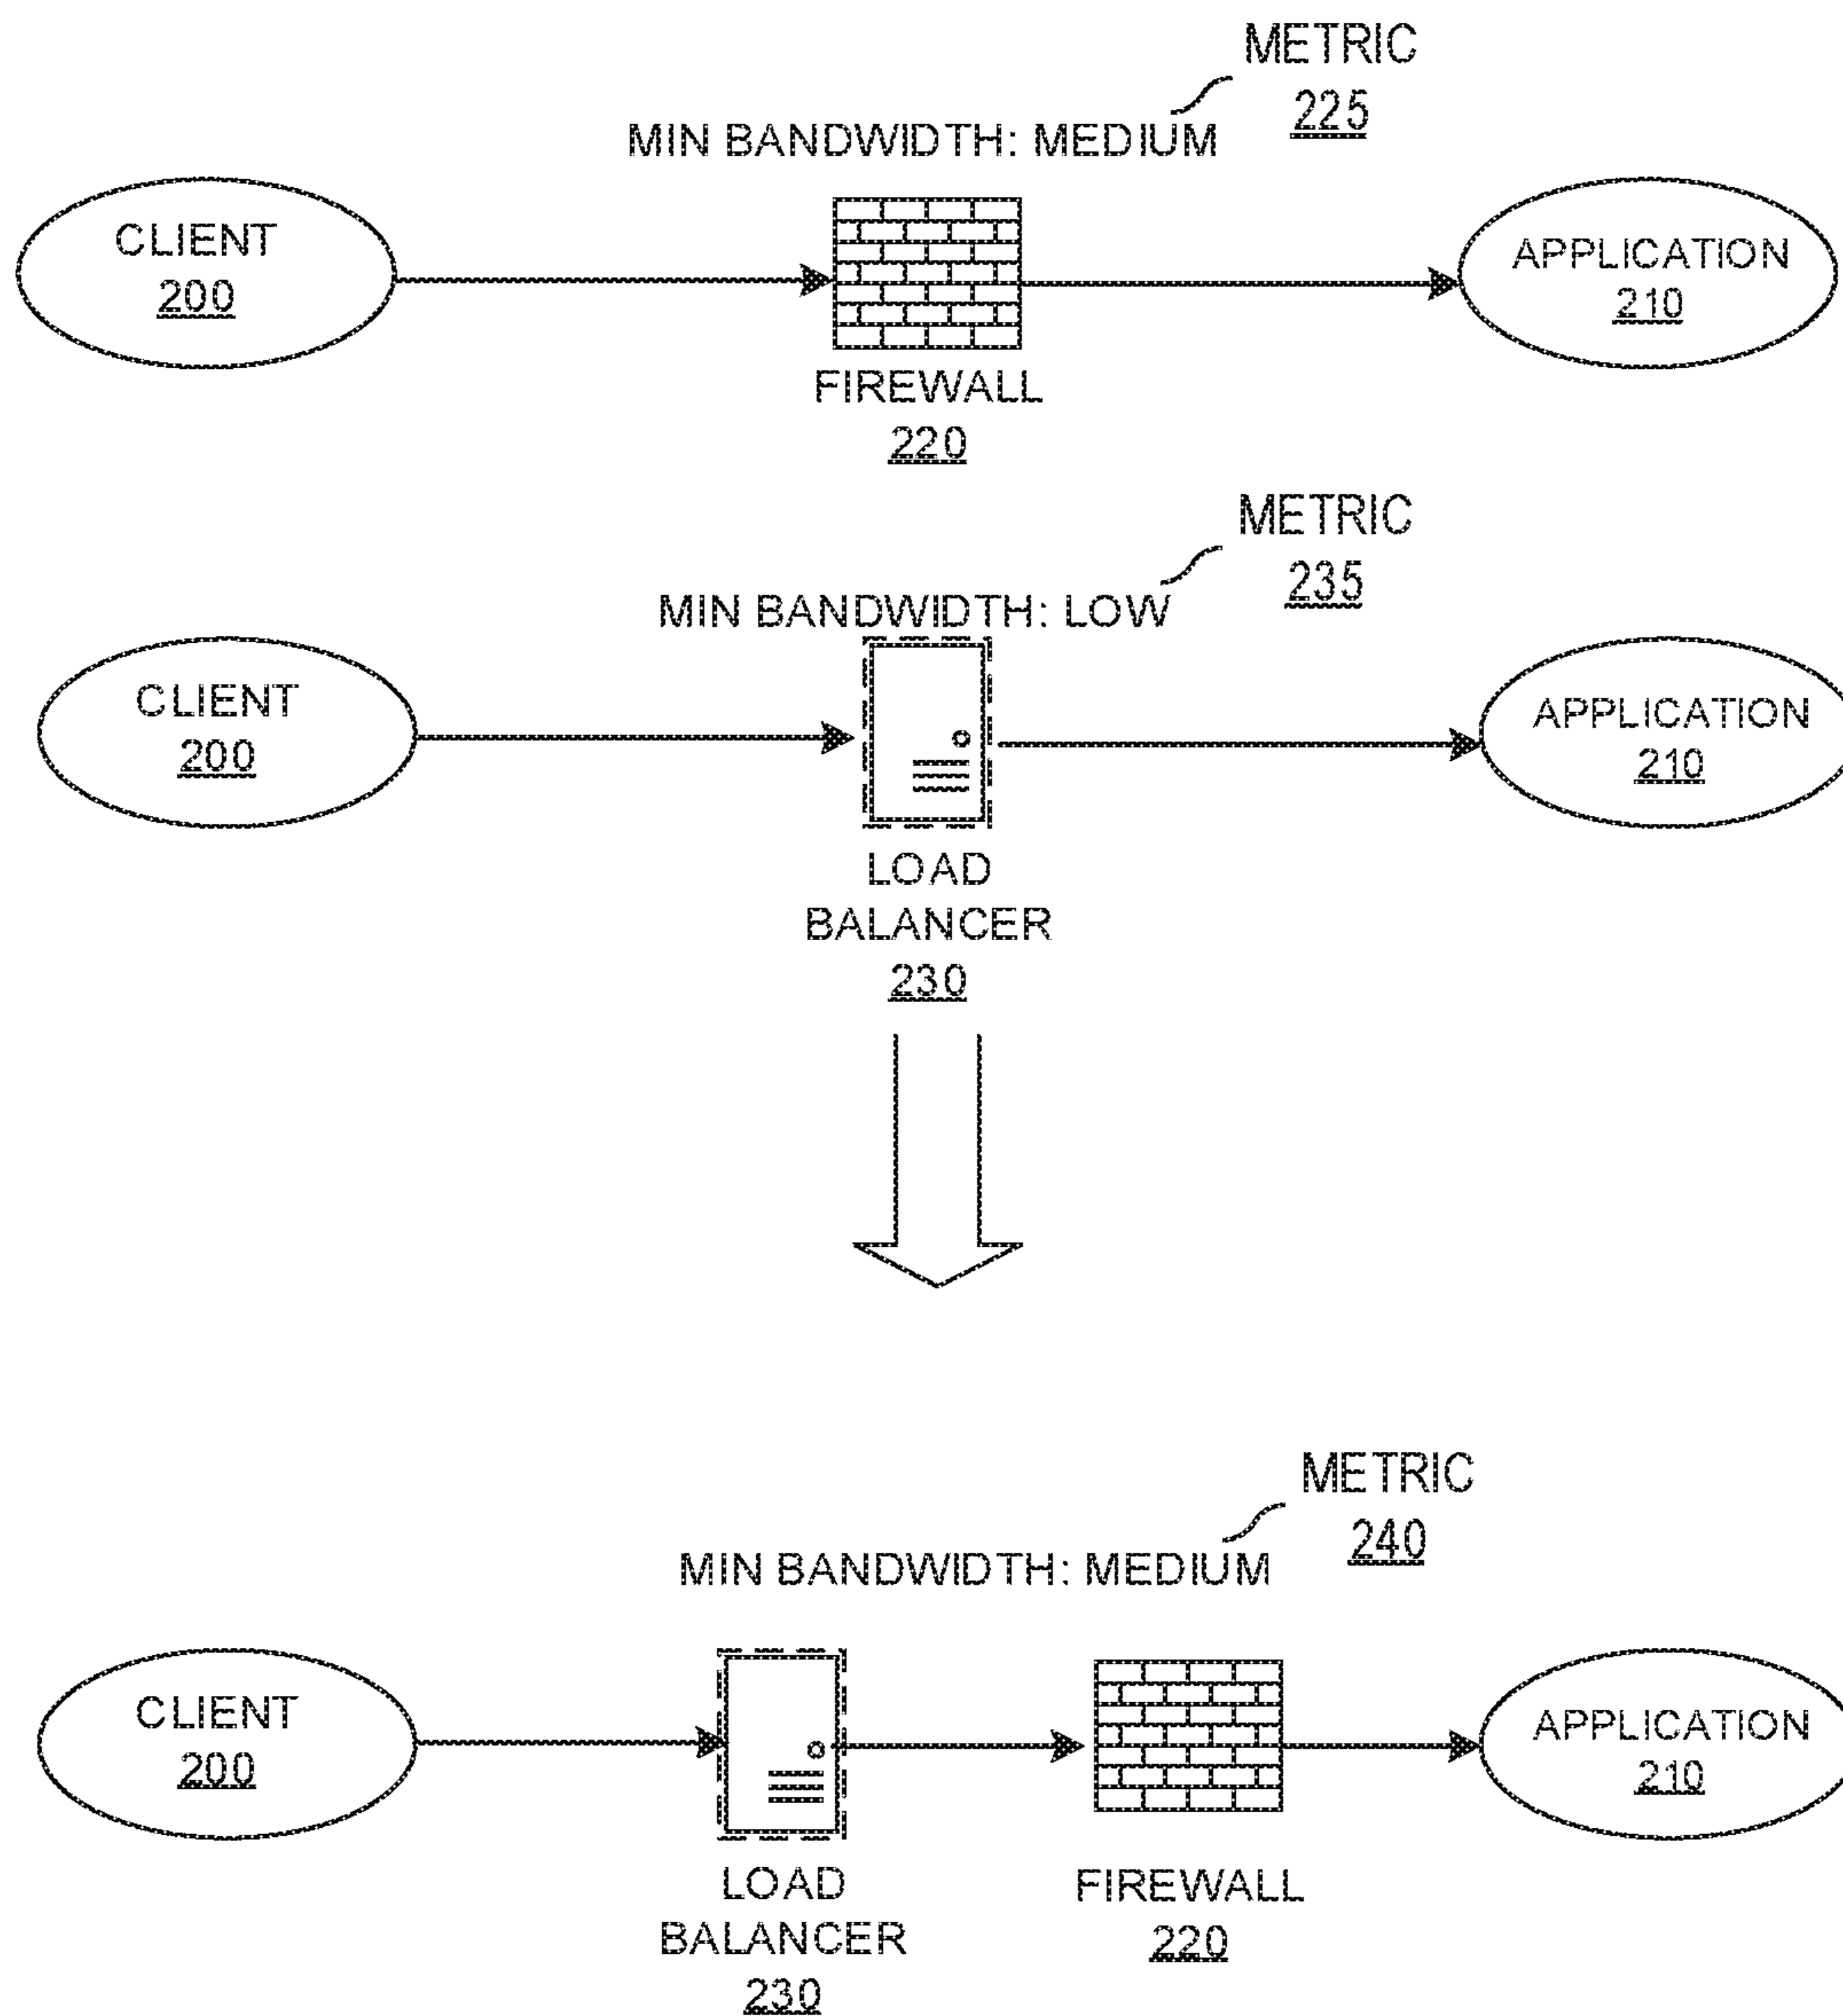 METRIC
225
MIN BANDWIDTH: MEDIUM
CLIENT
200
APPLICATION
210
FIREWALL
220
METRIC
235
MIN BANDWIDTH: LOW
CLIENT
200
APPLICATION
210
LOAD
BALANCER
230
METRIC
240
MIN BANDWIDTH: MEDIUM
CLIENT
200
APPLICATION
210
LOAD
BALANCER
230
FIREWALL
220